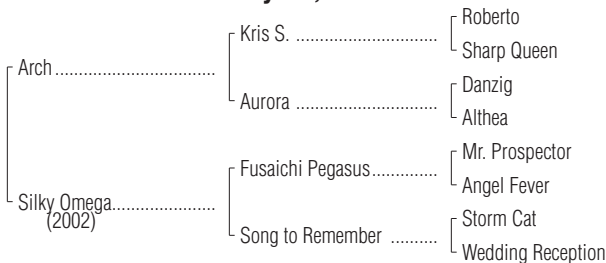 Roberto
Kris S. ..............................
Sharp Queen
Arch ..................................
Danzig
Aurora ..............................
Althea
Mr. Prospector
Fusaichi Pegasus..............
Angel Fever
Silky Omega......................
(2002)
Storm Cat
Song to Remember ..........
Wedding Reception